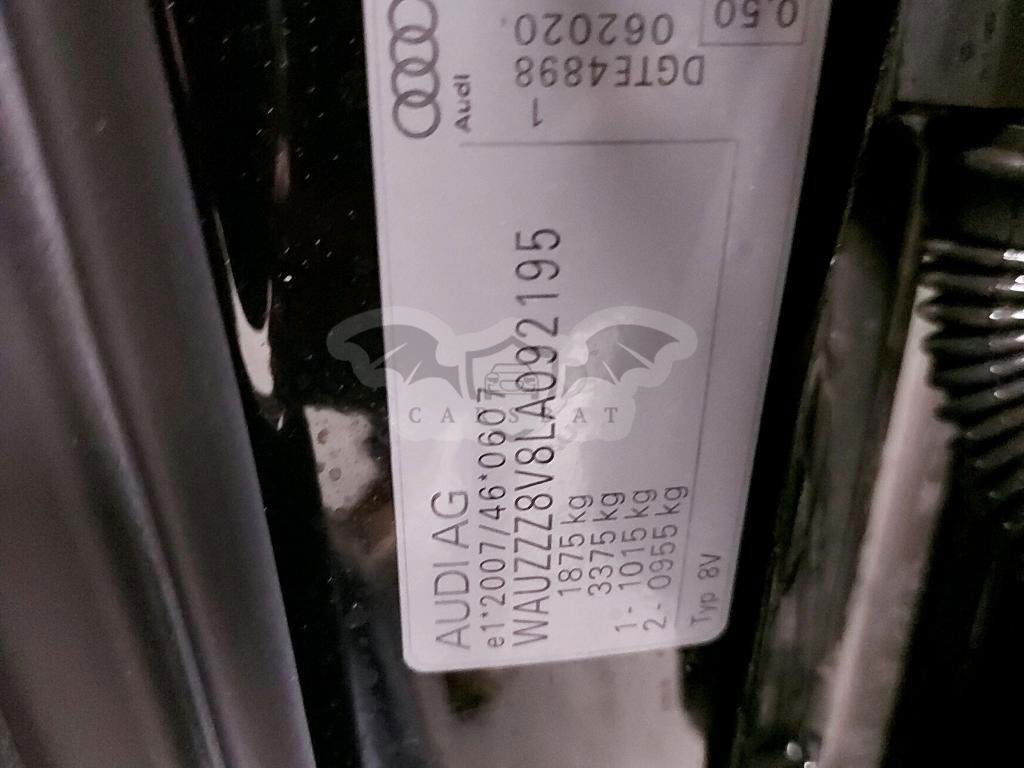 AUDI AG
e1*2007/46*0607
WAUZZZ8V8LA092195
1875 kg
3375 kg
1- 1015 kg
2- 0955 kg
Typ 8V
Audi
DGTE4898
062020
0.50